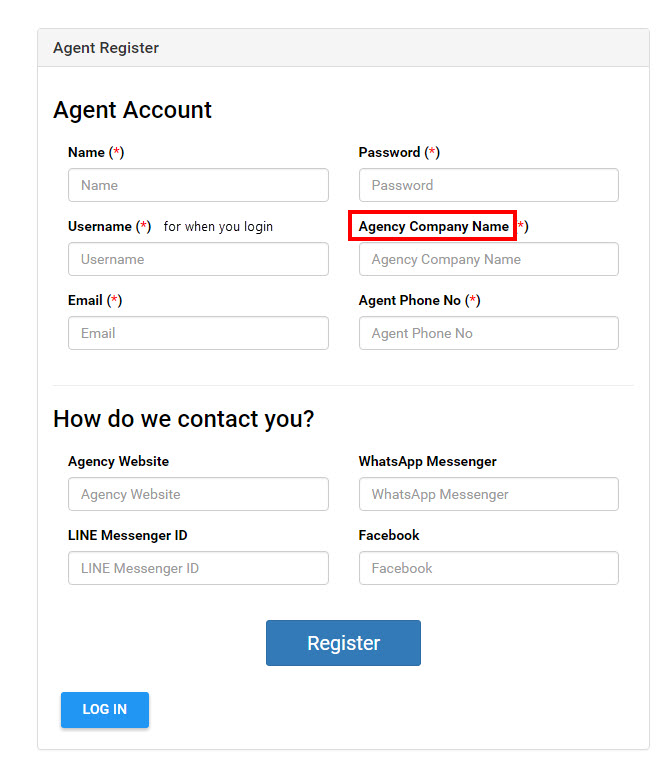 Agent Register
Agent Account
Name (*)
Password (*)
Name
Password
Username (*) for when you login
Agency Company Name *)
Username
Agency Company Name
Email (*)
Agent Phone No (*)
Email
Agent Phone No
How do we contact you?
Agency Website
WhatsApp Messenger
Agency Website
WhatsApp Messenger
LINE Messenger ID
Facebook
LINE Messenger ID
Facebook
Register
LOG IN